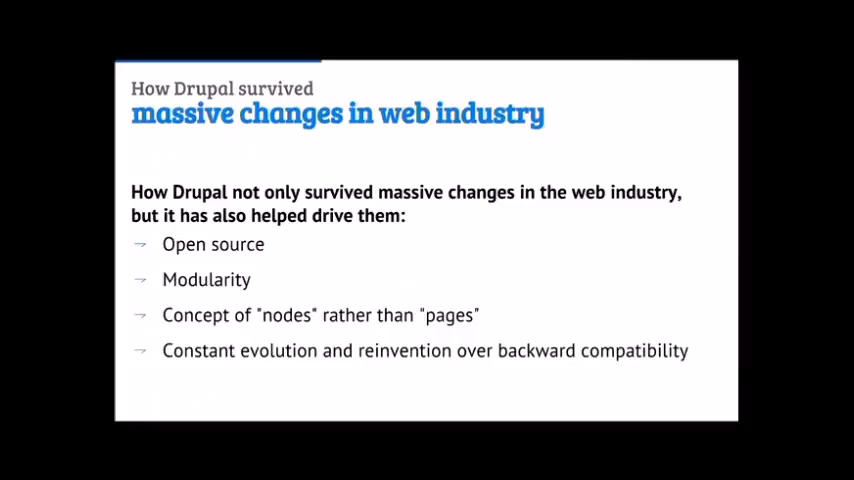 How Drupal survived
massive changes in web industry
How Drupal not only survived massive changes in the web industry,
but it has also helped drive them:
→ Open source
→ Modularity
→ Concept of "nodes" rather than "pages"
→ Constant evolution and reinvention over backward compatibility